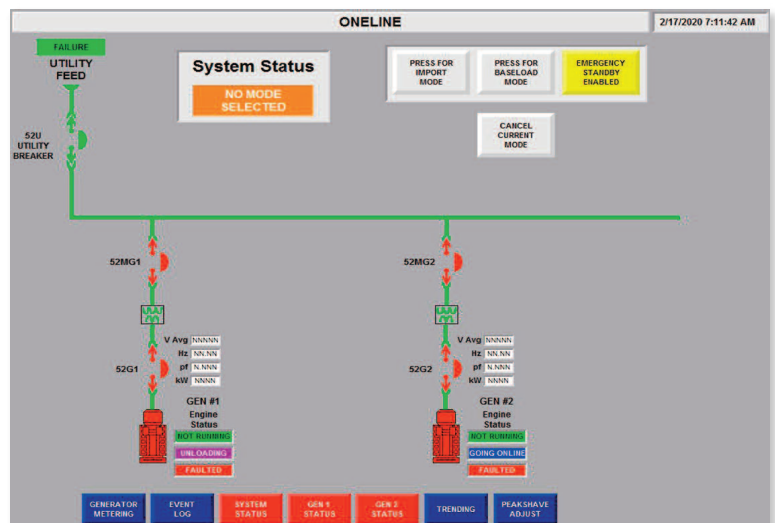 ONELINE
2/17/2020 7:11:42 AM
FAILURE
UTILITY
FEED
System Status
NO MODE
SELECTED
PRESS FOR
IMPORT
MODE
PRESS FOR
BASELOAD
MODE
EMERGENCY
STANDBY
ENABLED
CANCEL
CURRENT
MODE
52U
UTILITY
BREAKER
52MG1
52MG2
V Avg NNNNN
Hz NN.NN
pf N.NNN
kW NNNN
52G1
V Avg NNNNN
Hz NN.NN
pf N.NNN
kW NNNN
52G2
GEN #1
Engine
Status
NOT RUNNING
UNLOADING
FAULTED
GEN #2
Engine
Status
NOT RUNNING
GOING ONLINE
FAULTED
GENERATOR
METERING
EVENT
LOG
SYSTEM
STATUS
GEN 1
STATUS
GEN 2
STATUS
TRENDING
PEAKSHAVE
ADJUST